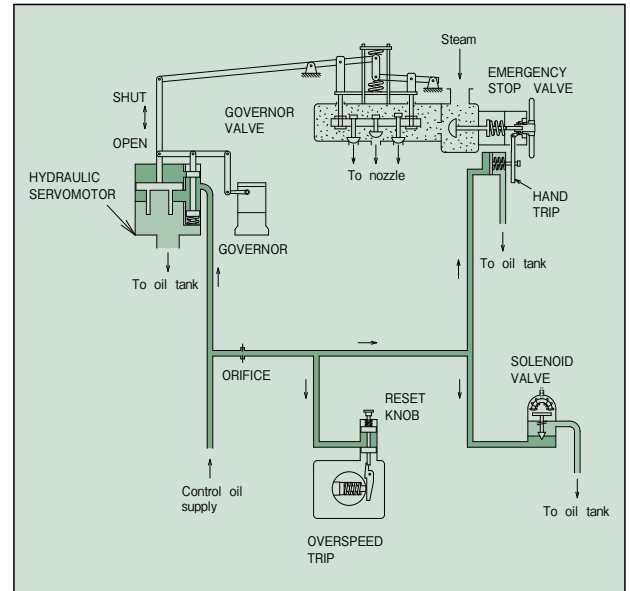 Steam
EMERGENCY
STOP VALVE
SHUT
OPEN
GOVERNOR
VALVE
To nozzle
HYDRAULIC
SERVOMOTOR
HAND
TRIP
GOVERNOR
To oil tank
To oil tank
ORIFICE
SOLENOID
VALVE
RESET
KNOB
Control oil
supply
To oil tank
OVERSPEED
TRIP